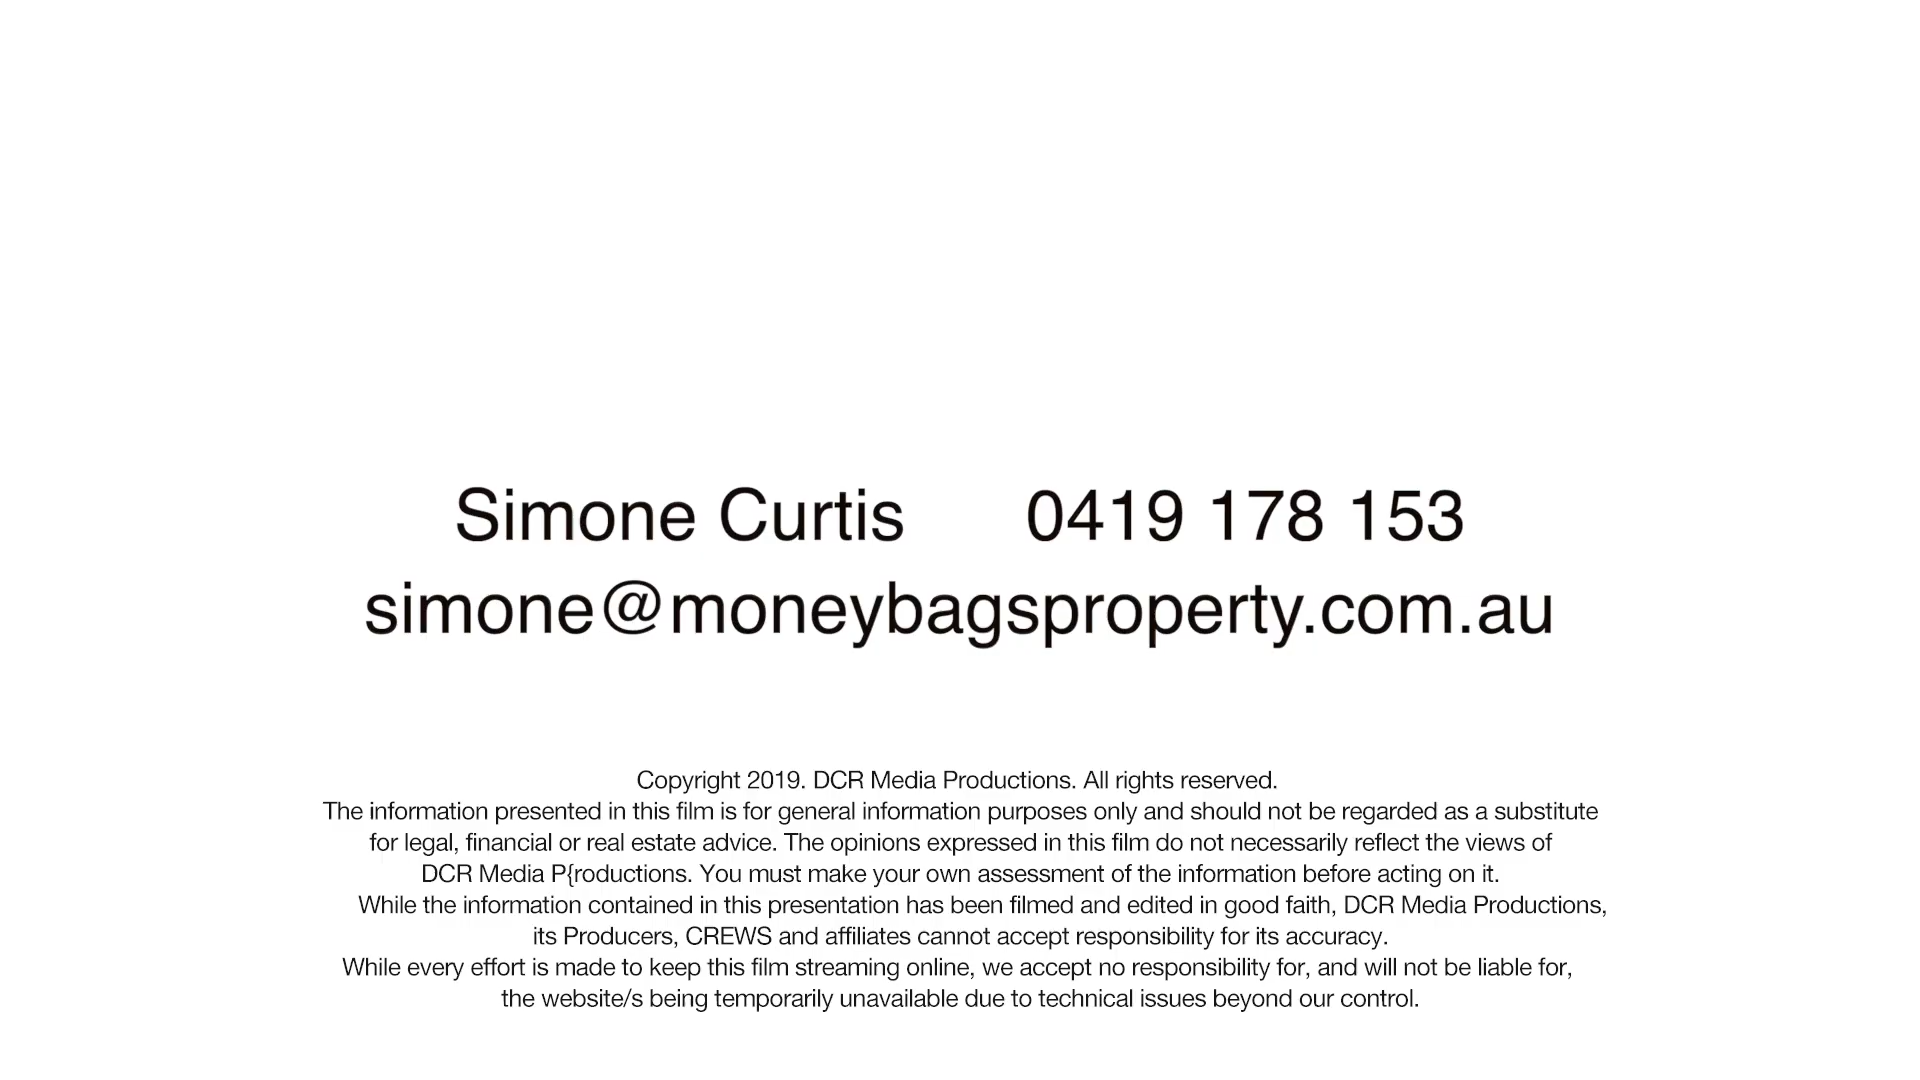 Simone Curtis 0419 178 153
simone@moneybagsproperty.com.au
Copyright 2019. DCR Media Productions. All rights reserved.
The information presented in this film is for general information purposes only and should not be regarded as a substitute
for legal, financial or real estate advice. The opinions expressed in this film do not necessarily reflect the views of
DCR Media P{roductions. You must make your own assessment of the information before acting on it.
While the information contained in this presentation has been filmed and edited in good faith, DCR Media Productions,
its Producers, CREWS and affiliates cannot accept responsibility for its accuracy.
While every effort is made to keep this film streaming online, we accept no responsibility for, and will not be liable for,
the website/s being temporarily unavailable due to technical issues beyond our control.